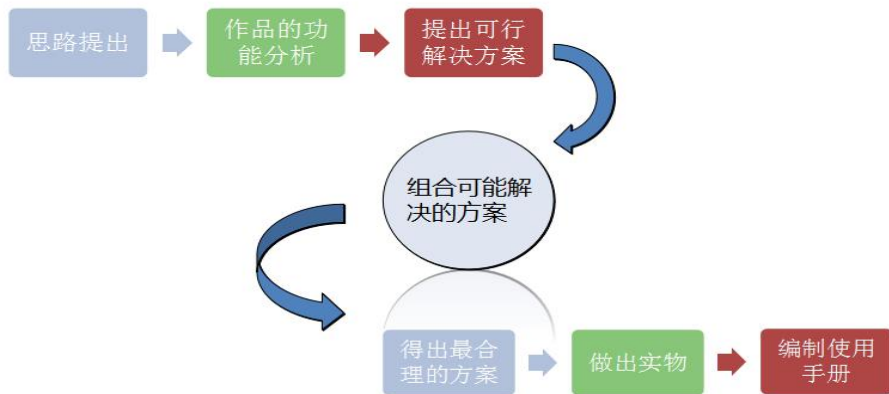 思路提出
作品的功
能分析
提出可行
解决方案
组合可能解
决的方案
得出最合
理的方案
做出实物
编制使用
手册